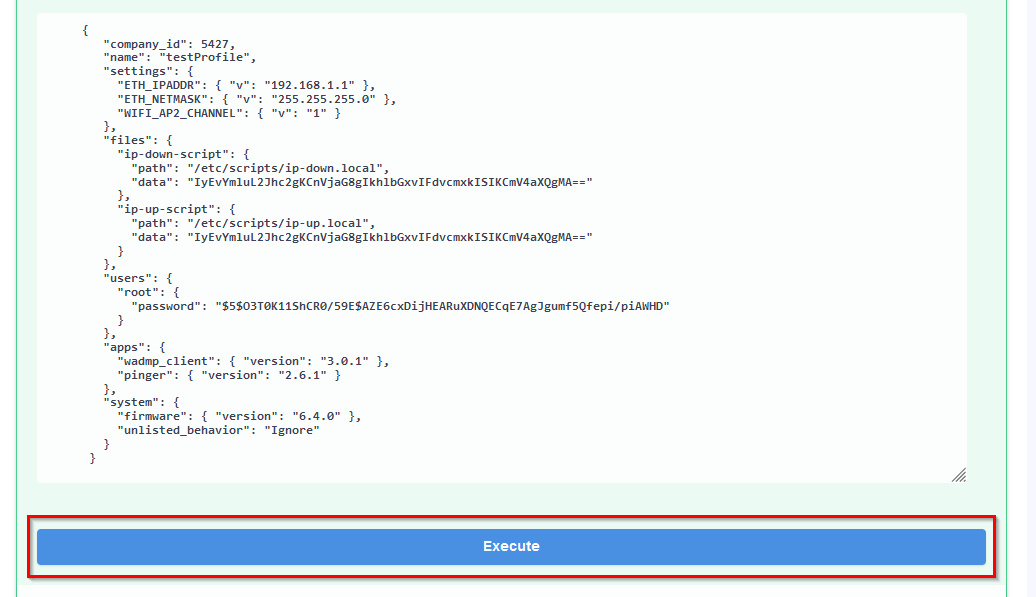 {
"company_id": 5427,
"name": "testProfile",
"settings": {
"ETH_IPADDR": { "v": "192.168.1.1" },
"ETH_NETMASK": { "v": "255.255.255.0" },
"WIFI_AP2_CHANNEL": { "v": "1" }
},
"files": {
"ip-down-script": {
"path": "/etc/scripts/ip-down.local",
"data": "IyEvYmluL2Jhc2gKCnVjaG8gIkhlbGxvIFdvcmxkISIKCmV4aXQgMA=="
},
"ip-up-script": {
"path": "/etc/scripts/ip-up.local",
"data": "IyEvYmluL2Jhc2gKCnVjaG8gIkhlbGxvIFdvcmxkISIKCmV4aXQgMA=="
}
},
"users": {
"root": {
"password": "$5$O3T0K11ShCR0/59E$AZE6cxDijHEARuXDNQECqE7AgJgumf5Qfepi/piAWHD"
}
},
"apps": {
"wadmp_client": { "version": "3.0.1" },
"pinger": { "version": "2.6.1" }
},
"system": {
"firmware": { "version": "6.4.0" },
"unlisted_behavior": "Ignore"
}
}
Execute